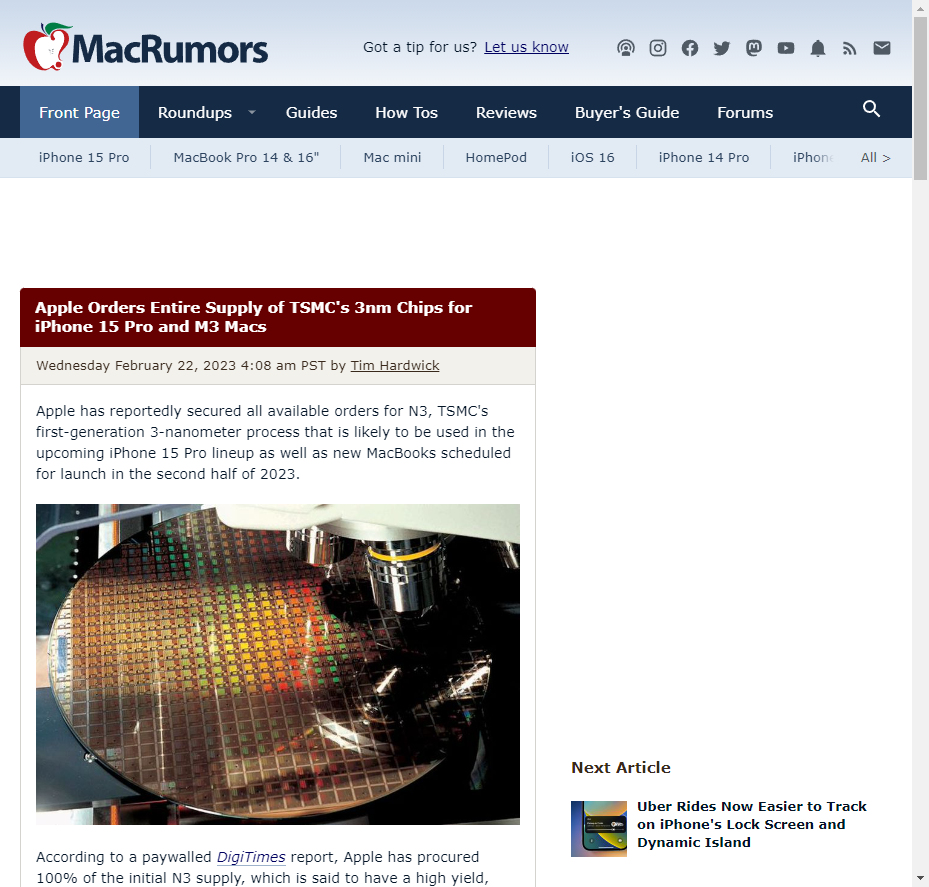 MacRumors
Got a tip for us? Let us know
Front Page
Roundups
Guides
How Tos
Reviews
Buyer's Guide
Forums
iPhone 15 Pro
MacBook Pro 14 & 16"
Mac mini
HomePod
iOS 16
iPhone 14 Pro
iPhon
All >
Apple Orders Entire Supply of TSMC's 3nm Chips for
iPhone 15 Pro and M3 Macs
Wednesday February 22, 2023 4:08 am PST by Tim Hardwick
Apple has reportedly secured all available orders for N3, TSMC's
first-generation 3-nanometer process that is likely to be used in the
upcoming iPhone 15 Pro lineup as well as new MacBooks scheduled
for launch in the second half of 2023.
According to a paywalled DigiTimes report, Apple has procured
100% of the initial N3 supply, which is said to have a high yield,
Next Article
Uber Rides Now Easier to Track
on iPhone's Lock Screen and
Dynamic Island